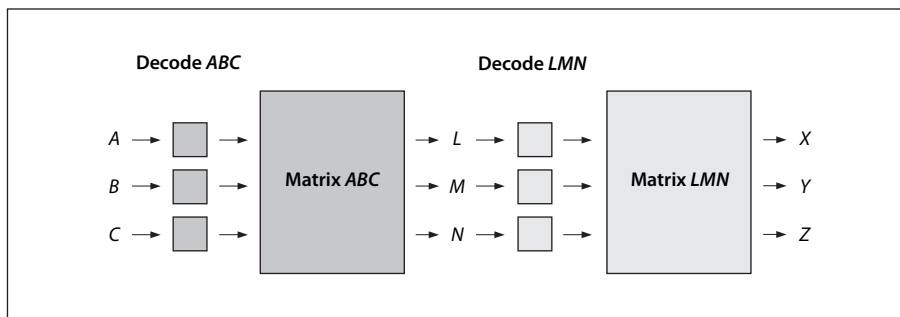 Decode ABC Decode LMN
A L X
B Matrix ABC M Matrix LMN Y
C N Z